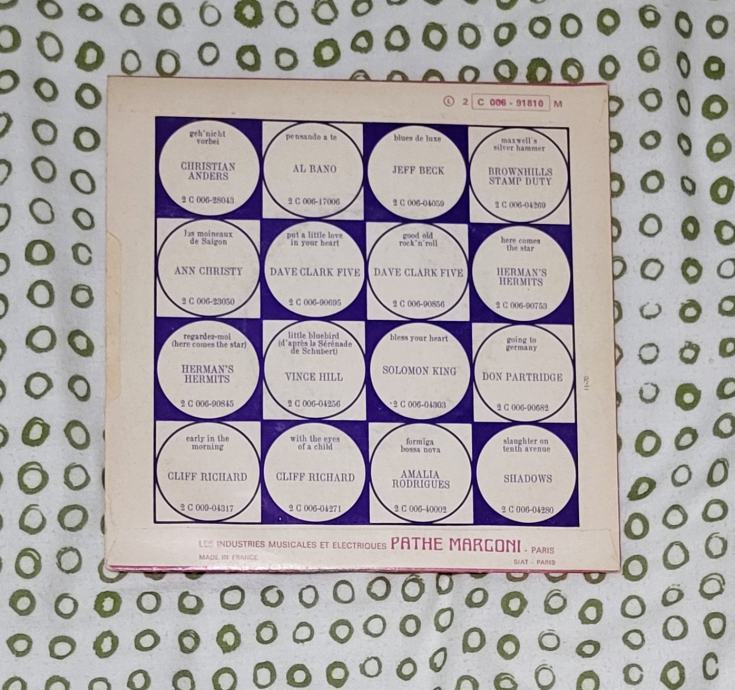 Ⓛ 2 C 006 - 91810 M
geh'nicht
vorbei
CHRISTIAN
ANDERS
2 C 006-28043
pensando a te
AL BANO
2 C 006-17006
blues de luxe
JEFF BECK
2 C 006-04059
maxwell's
silver hammer
BROWNHILLS
STAMP DUTY
2 C 006-04269
les moineaux
de Saigon
ANN CHRISTY
2 C 006-23050
put a little love
in your heart
DAVE CLARK FIVE
2 C 006-90695
good old
rock'n'roll
DAVE CLARK FIVE
2 C 006-90856
here comes
the star
HERMAN'S
HERMITS
2 C 006-90753
regardez-moi
(here comes the star)
HERMAN'S
HERMITS
2 C 006-90845
little bluebird
(d'après la Sérénade
de Schubert)
VINCE HILL
2 C 006-04256
bless your heart
SOLOMON KING
2 C 006-04303
going to
germany
DON PARTRIDGE
2 C 006-90682
early in the
morning
CLIFF RICHARD
2 C 006-04317
with the eyes
of a child
CLIFF RICHARD
2 C 006-04271
formiga
bossa nova
AMALIA
RODRIGUES
2 C 006-40002
slaughter on
tenth avenue
SHADOWS
2 C 006-04280
LES INDUSTRIES MUSICALES ET ELECTRIQUES PATHE MARCONI - PARIS
MADE IN FRANCE
SIAT - PARIS